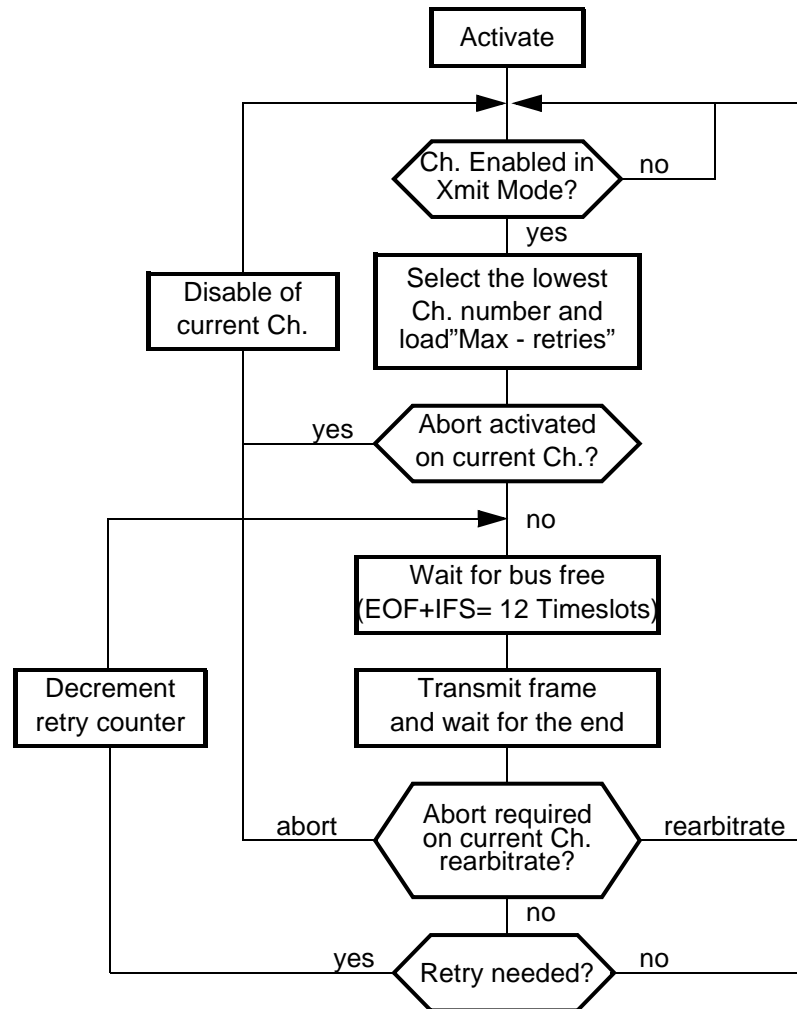 Activate
Ch. Enabled in
Xmit Mode?
no
yes
Disable of
current Ch.
Select the lowest
Ch. number and
load”Max - retries”
yes
Abort activated
on current Ch.?
no
Wait for bus free
(EOF+IFS= 12 Timeslots)
Decrement
retry counter
Transmit frame
and wait for the end
abort
Abort required
on current Ch.
rearbitrate?
rearbitrate
no
yes
Retry needed?
no